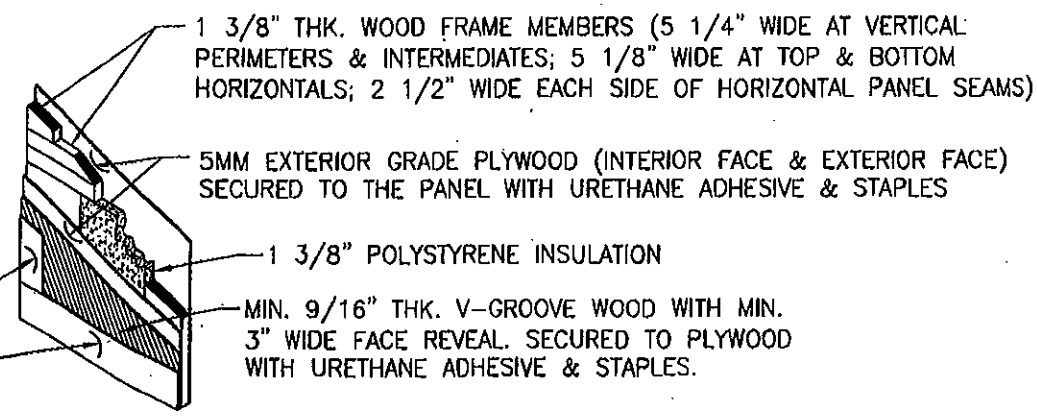 1 3/8" THK. WOOD FRAME MEMBERS (5 1/4" WIDE AT VERTICAL
PERIMETERS & INTERMEDIATES; 5 1/8" WIDE AT TOP & BOTTOM
HORIZONTALS; 2 1/2" WIDE EACH SIDE OF HORIZONTAL PANEL SEAMS)
5MM EXTERIOR GRADE PLYWOOD (INTERIOR FACE & EXTERIOR FACE)
SECURED TO THE PANEL WITH URETHANE ADHESIVE & STAPLES
1 3/8" POLYSTYRENE INSULATION
MIN. 9/16" THK. V-GROOVE WOOD WITH MIN.
3" WIDE FACE REVEAL. SECURED TO PLYWOOD
WITH URETHANE ADHESIVE & STAPLES.